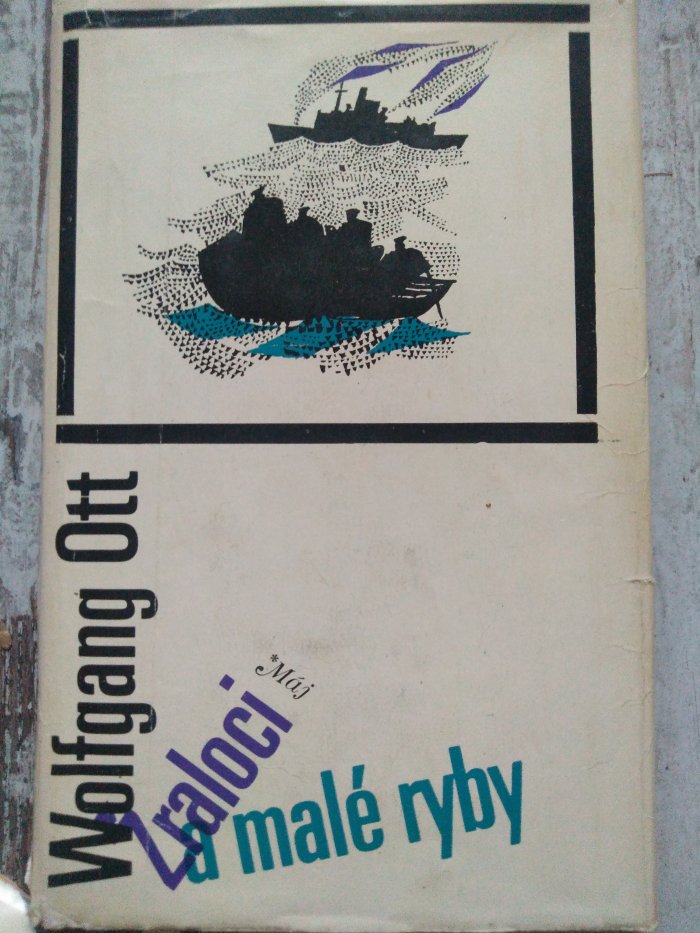 Wolfgang Ott
*Máj
Žraloci
a malé ryby